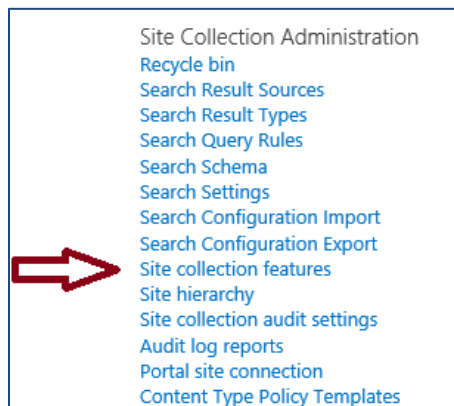 Site Collection Administration
Recycle bin
Search Result Sources
Search Result Types
Search Query Rules
Search Schema
Search Settings
Search Configuration Import
Search Configuration Export
Site collection features
Site hierarchy
Site collection audit settings
Audit log reports
Portal site connection
Content Type Policy Templates